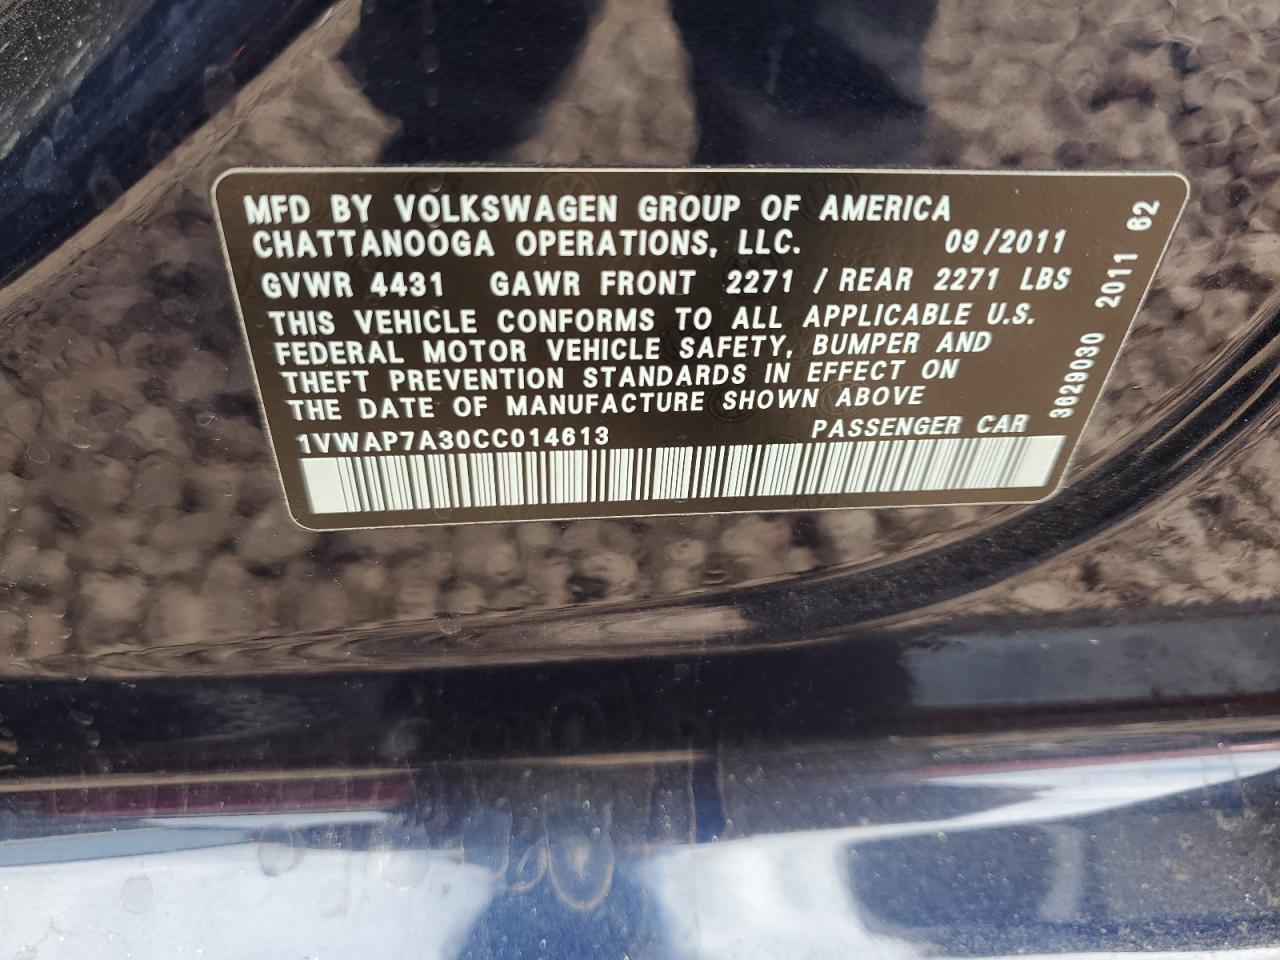 MFD BY VOLKSWAGEN GROUP OF AMERICA
CHATTANOOGA OPERATIONS, LLC. 09/2011
GVWR 4431 GAWR FRONT 2271 / REAR 2271 LBS
THIS VEHICLE CONFORMS TO ALL APPLICABLE U.S.
FEDERAL MOTOR VEHICLE SAFETY, BUMPER AND
THEFT PREVENTION STANDARDS IN EFFECT ON
THE DATE OF MANUFACTURE SHOWN ABOVE
1VWAP7A30CC014613 PASSENGER CAR
3629030 2011 62